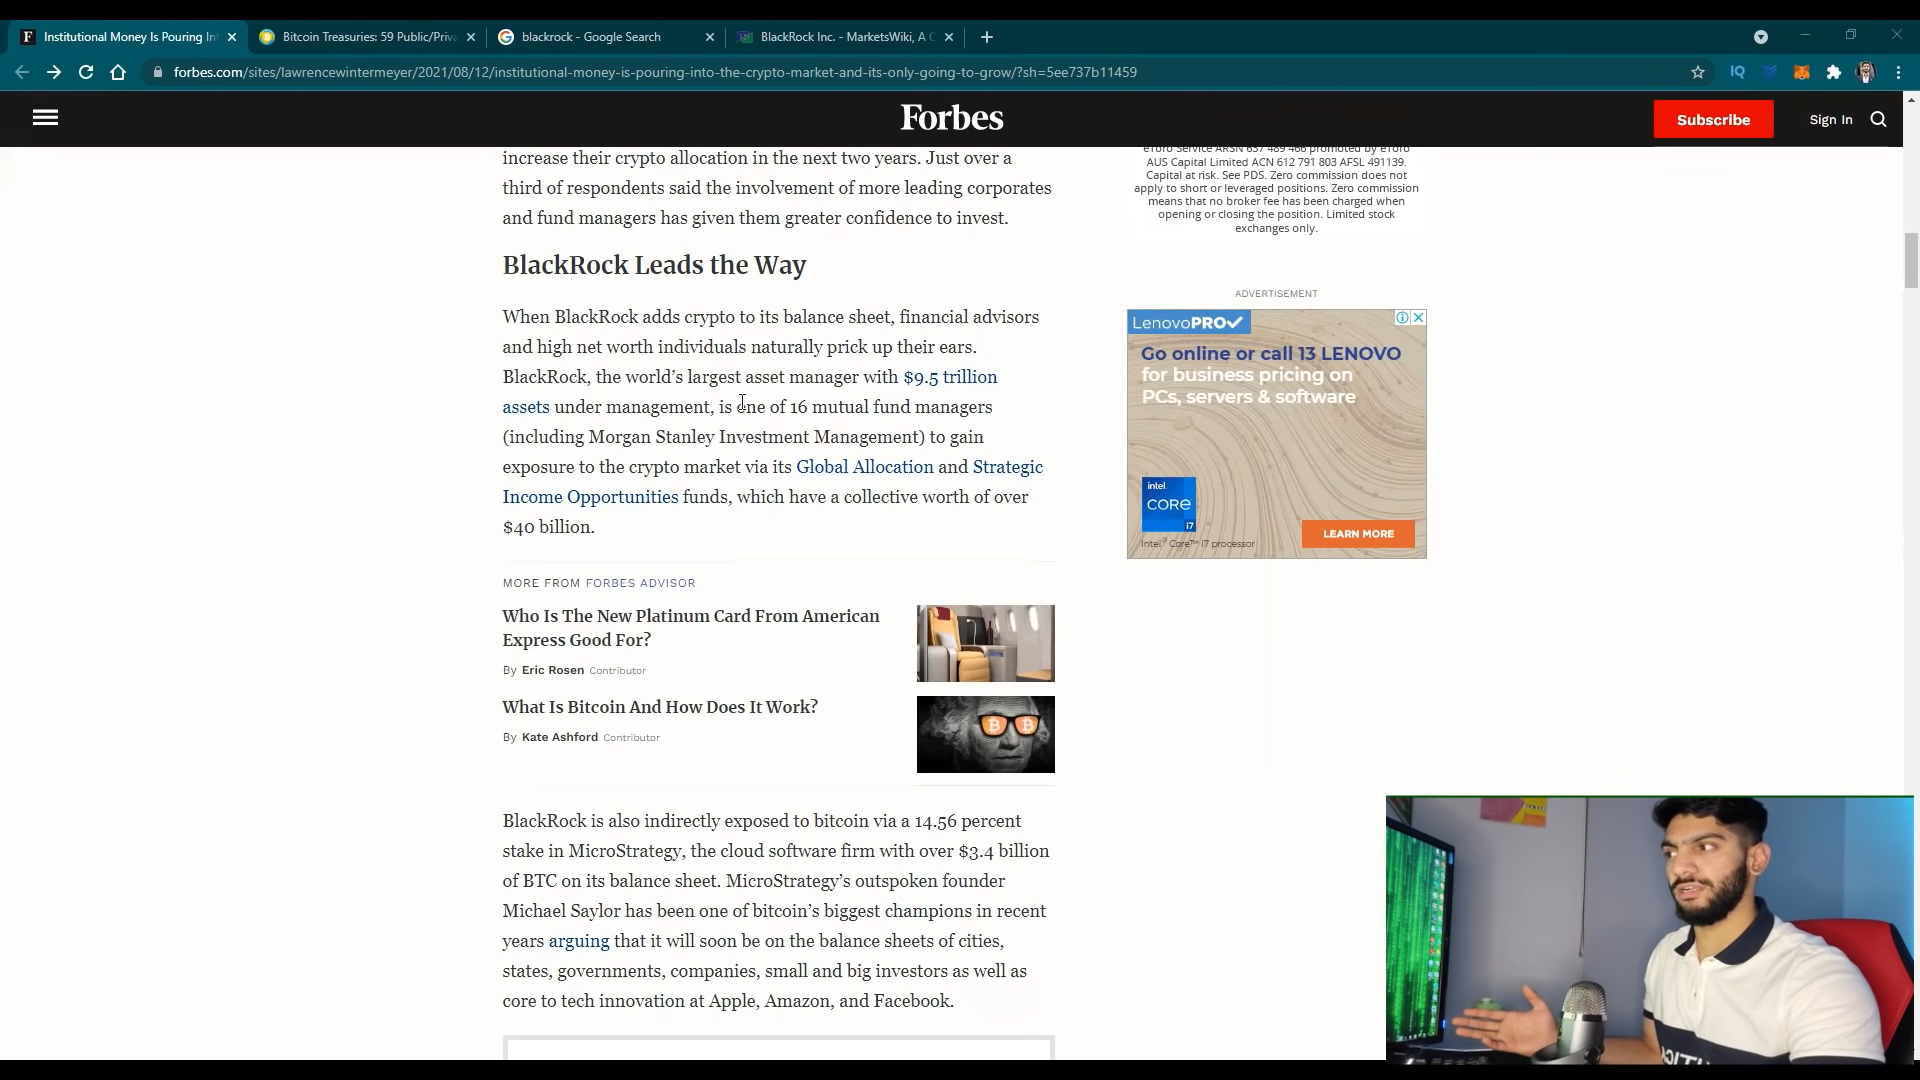 Institutional Money Is Pouring In
Bitcoin Treasuries: 59 Public/Priv
blackrock - Google Search
BlackRock Inc. - MarketsWiki, A C
forbes.com/sites/lawrencewintermeyer/2021/08/12/institutional-money-is-pouring-into-the-crypto-market-and-its-only-going-to-grow/?sh=5ee737b11459
IQ
Forbes
Subscribe
Sign In
increase their crypto allocation in the next two years. Just over a
third of respondents said the involvement of more leading corporates
and fund managers has given them greater confidence to invest.
BlackRock Leads the Way
When BlackRock adds crypto to its balance sheet, financial advisors
and high net worth individuals naturally prick up their ears.
BlackRock, the world's largest asset manager with $9.5 trillion
assets under management, is one of 16 mutual fund managers
(including Morgan Stanley Investment Management) to gain
exposure to the crypto market via its Global Allocation and Strategic
Income Opportunities funds, which have a collective worth of over
$40 billion.
MORE FROM FORBES ADVISOR
Who Is The New Platinum Card From American
Express Good For?
By Eric Rosen Contributor
What Is Bitcoin And How Does It Work?
By Kate Ashford Contributor
BlackRock is also indirectly exposed to bitcoin via a 14.56 percent
stake in MicroStrategy, the cloud software firm with over $3.4 billion
of BTC on its balance sheet. MicroStrategy's outspoken founder
Michael Saylor has been one of bitcoin's biggest champions in recent
years arguing that it will soon be on the balance sheets of cities,
states, governments, companies, small and big investors as well as
core to tech innovation at Apple, Amazon, and Facebook.
eToro Service ARSN 637 489 466 promoted by eToro
AUS Capital Limited ACN 612 791 803 AFSL 491139.
Capital at risk. See PDS. Zero commission does not
apply to short or leveraged positions. Zero commission
means that no broker fee has been charged when
opening or closing the position. Limited stock
exchanges only.
ADVERTISEMENT
LenovoPRO
Go online or call 13 LENOVO
for business pricing on
PCs, servers & software
intel
CORE
i7
Intel® Core™ i7 processor
LEARN MORE